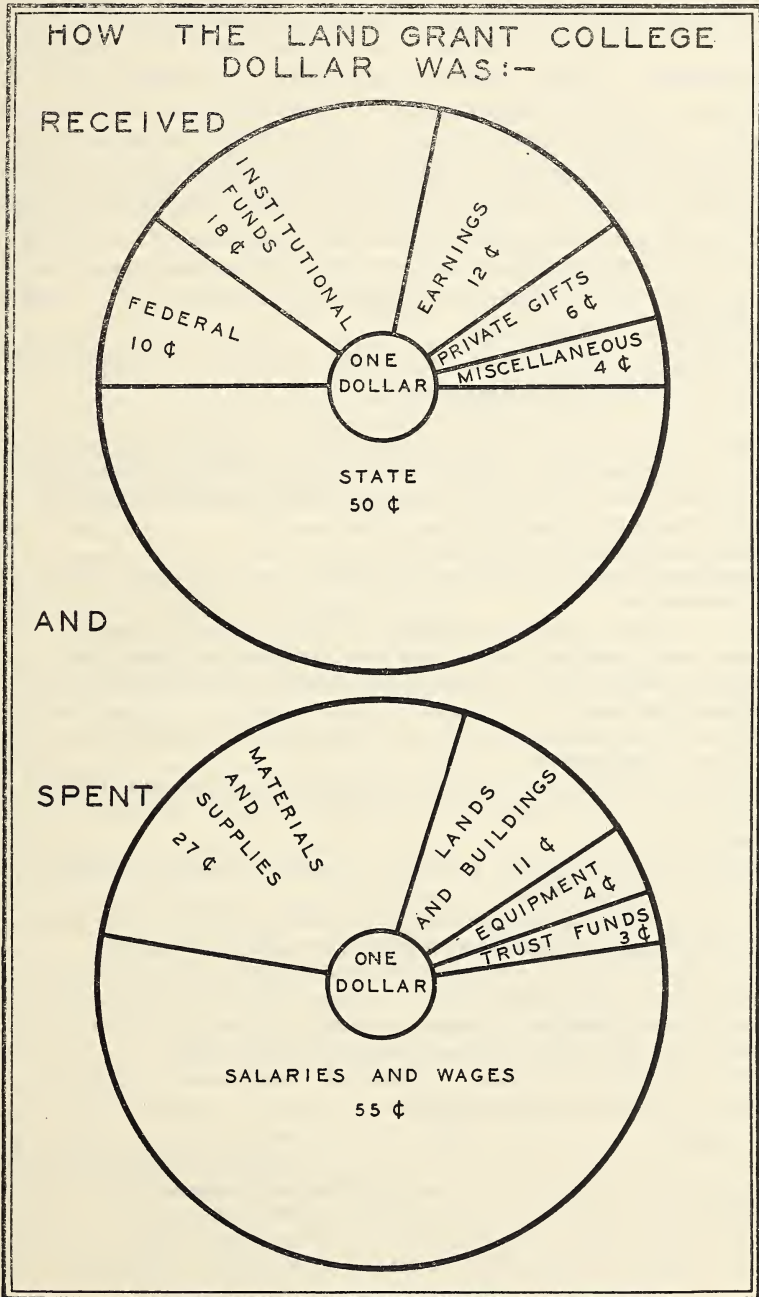 HOW THE LAND GRANT COLLEGE
DOLLAR WAS:—
RECEIVED
INSTITUTIONAL
FUNDS
18 ¢
EARNINGS
12 ¢
FEDERAL
10 ¢
PRIVATE GIFTS
6 ¢
MISCELLANEOUS
4 ¢
ONE
DOLLAR
STATE
50 ¢
AND
SPENT
MATERIALS
AND
SUPPLIES
27 ¢
LANDS
AND BUILDINGS
11 ¢
EQUIPMENT
4 ¢
TRUST FUNDS
3 ¢
ONE
DOLLAR
SALARIES AND WAGES
55 ¢